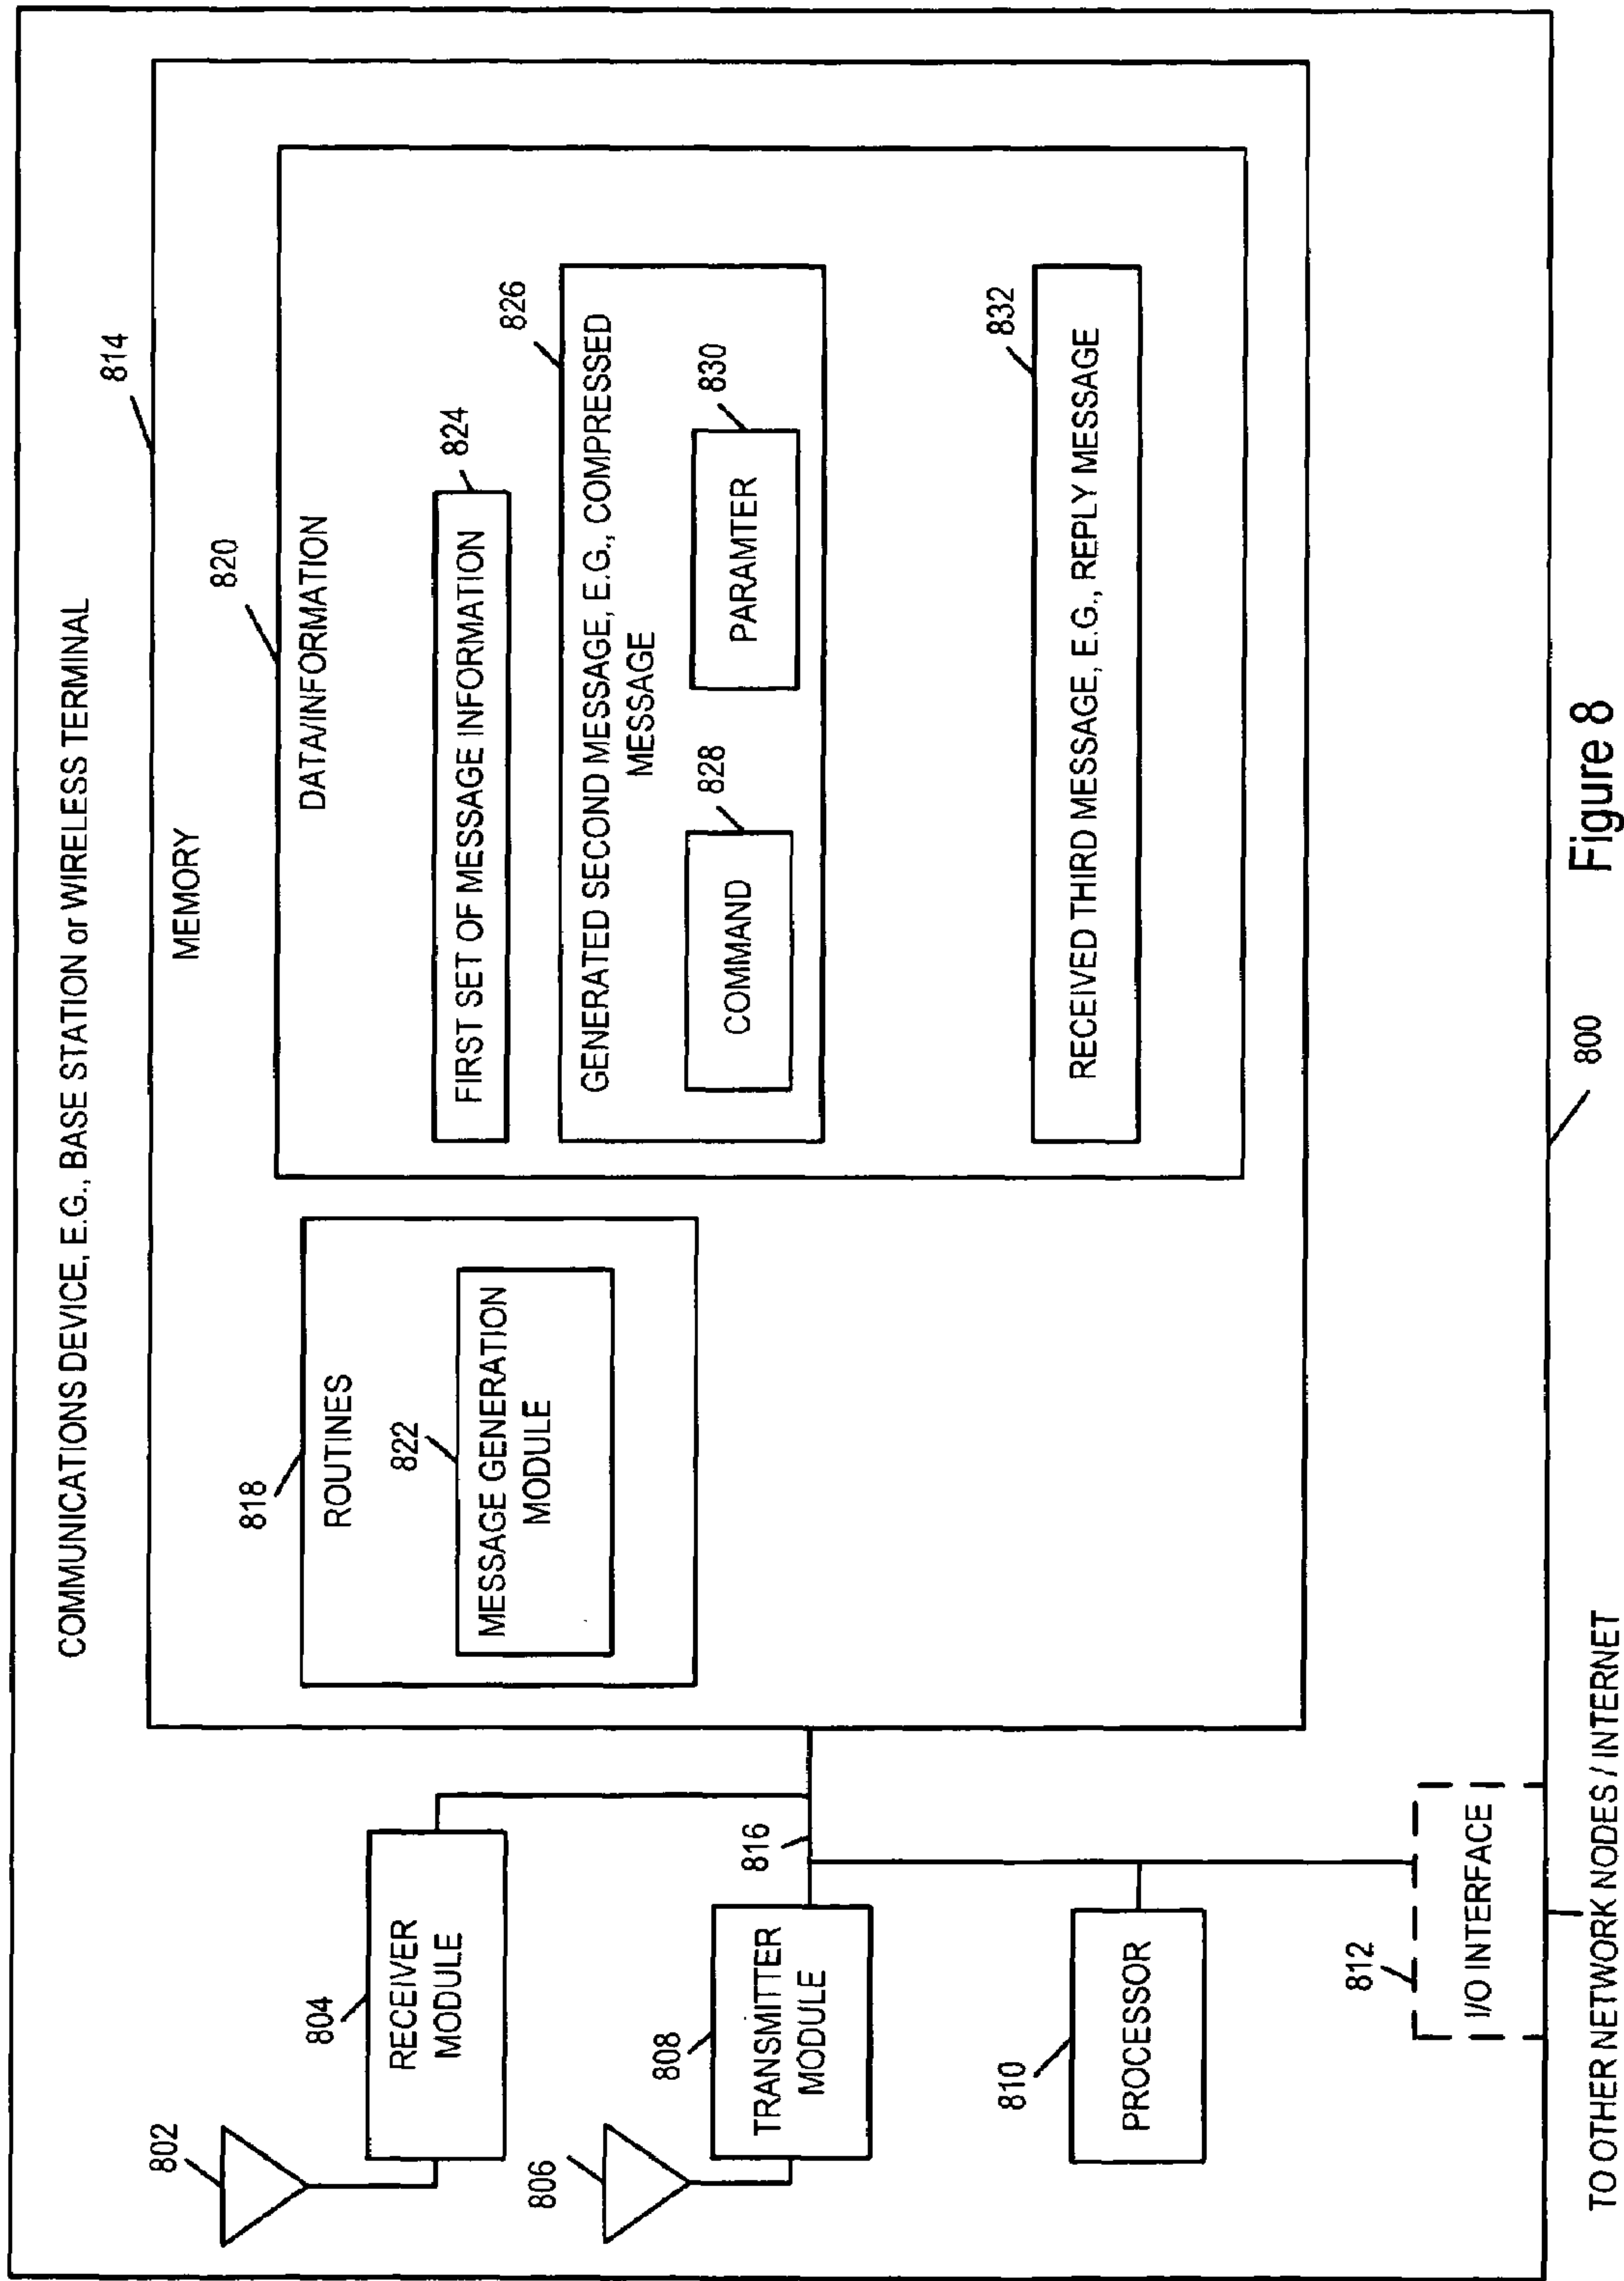 COMMUNICATIONS DEVICE, E.G., BASE STATION or WIRELESS TERMINAL
802
804
RECEIVER
MODULE
806
808
TRANSMITTER
MODULE
816
810
PROCESSOR
812
I/O INTERFACE
TO OTHER NETWORK NODES / INTERNET
814
MEMORY
818
ROUTINES
822
MESSAGE GENERATION
MODULE
820
DATA/INFORMATION
824
FIRST SET OF MESSAGE INFORMATION
826
GENERATED SECOND MESSAGE, E.G., COMPRESSED
MESSAGE
828
COMMAND
830
PARAMTER
832
RECEIVED THIRD MESSAGE, E.G., REPLY MESSAGE
800
Figure 8